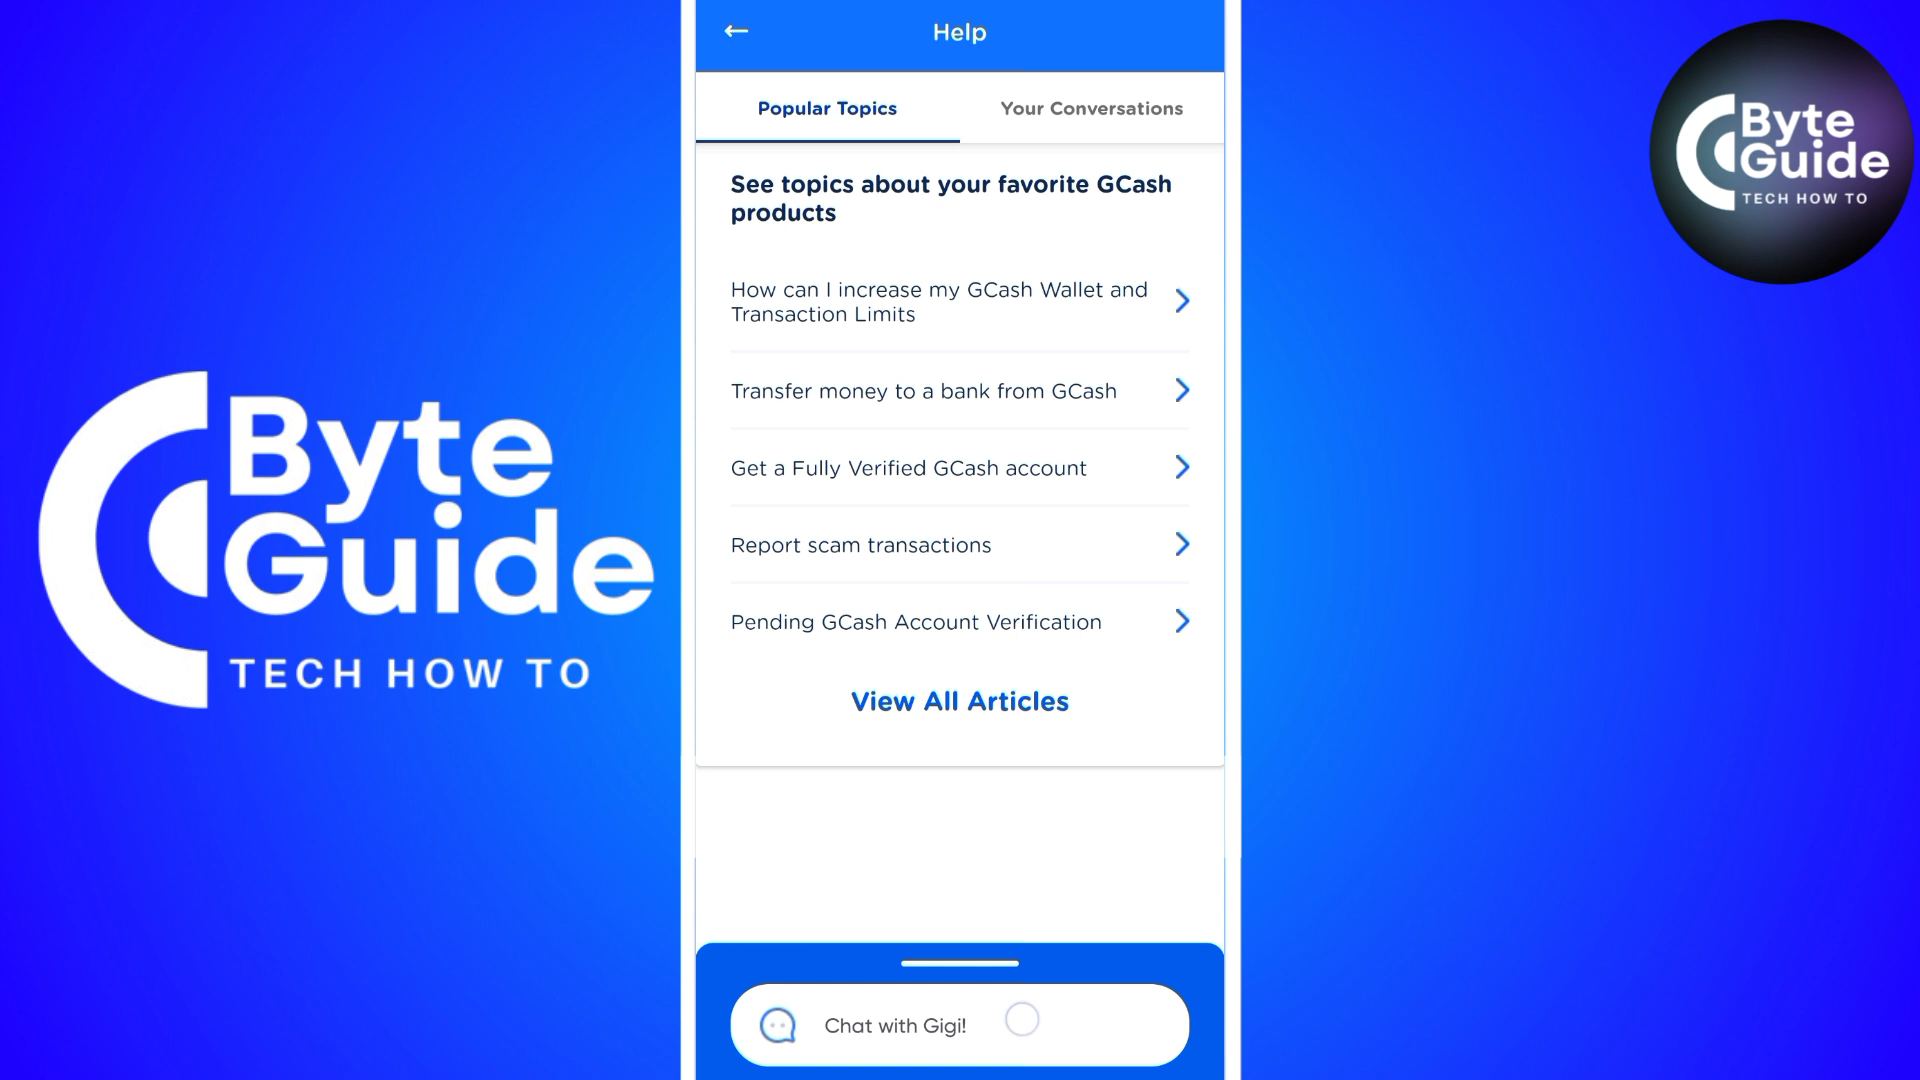 Help
Popular Topics
Your Conversations
See topics about your favorite GCash
products
How can I increase my GCash Wallet and
Transaction Limits
Transfer money to a bank from GCash
Get a Fully Verified GCash account
Report scam transactions
Pending GCash Account Verification
View All Articles
Chat with Gigi!
Byte
Guide
TECH HOW TO
Byte
Guide
TECH HOW TO